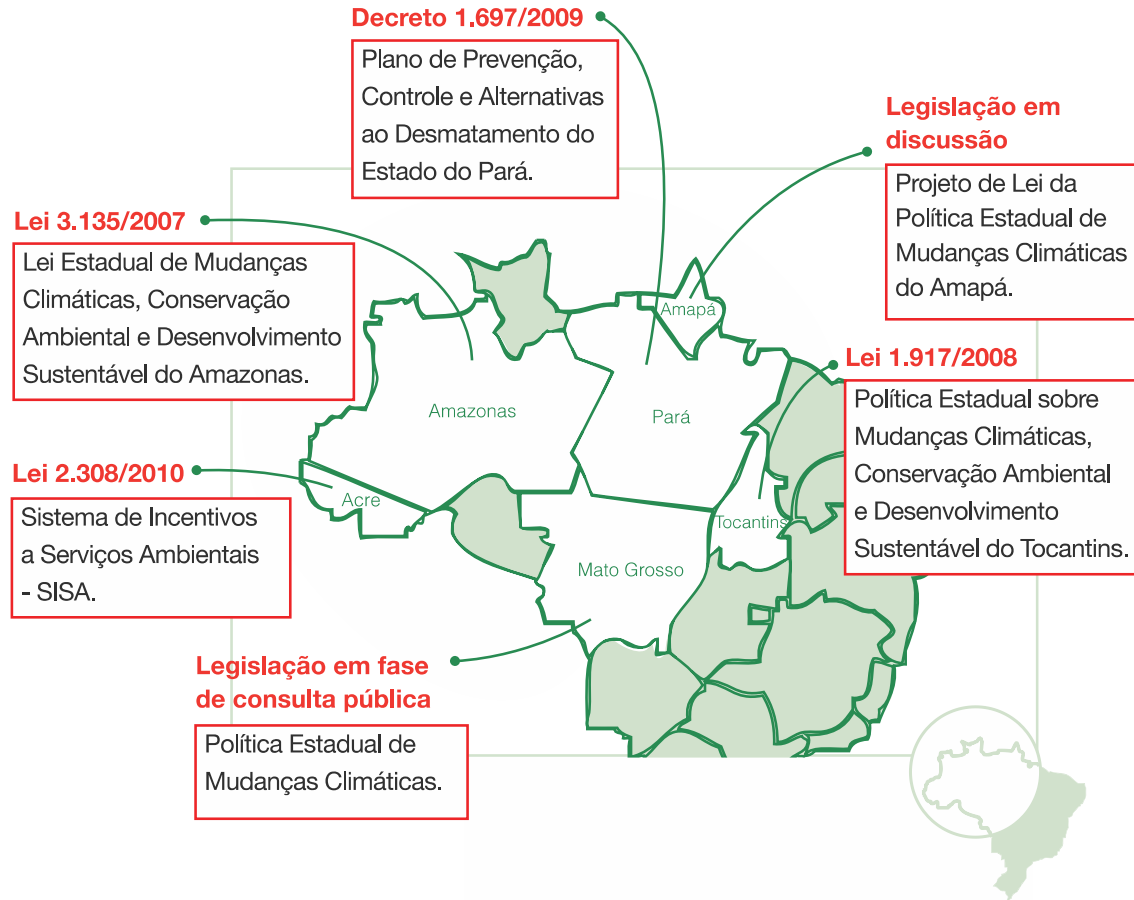 Decreto 1.697/2009
Plano de Prevenção,
Controle e Alternativas
ao Desmatamento do
Estado do Pará.
Legislação em
discussão
Projeto de Lei da
Política Estadual de
Mudanças Climáticas
do Amapá.
Lei 3.135/2007
Lei Estadual de Mudanças
Climáticas, Conservação
Ambiental e Desenvolvimento
Sustentável do Amazonas.
Lei 1.917/2008
Política Estadual sobre
Mudanças Climáticas,
Conservação Ambiental
e Desenvolvimento
Sustentável do Tocantins.
Lei 2.308/2010
Sistema de Incentivos
a Serviços Ambientais
- SISA.
Amapá
Amazonas
Pará
Acre
Tocantins
Mato Grosso
Legislação em fase
de consulta pública
Política Estadual de
Mudanças Climáticas.